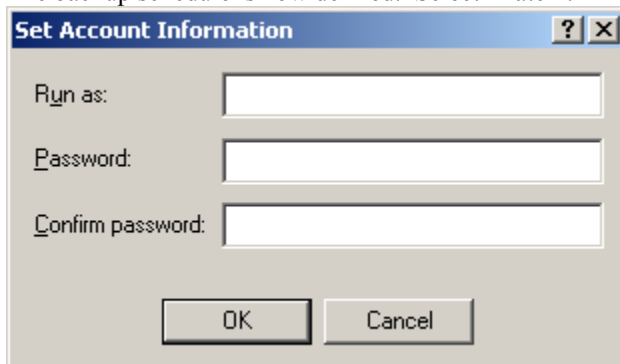 Set Account Information
Run as:
Password:
Confirm password:
OK Cancel